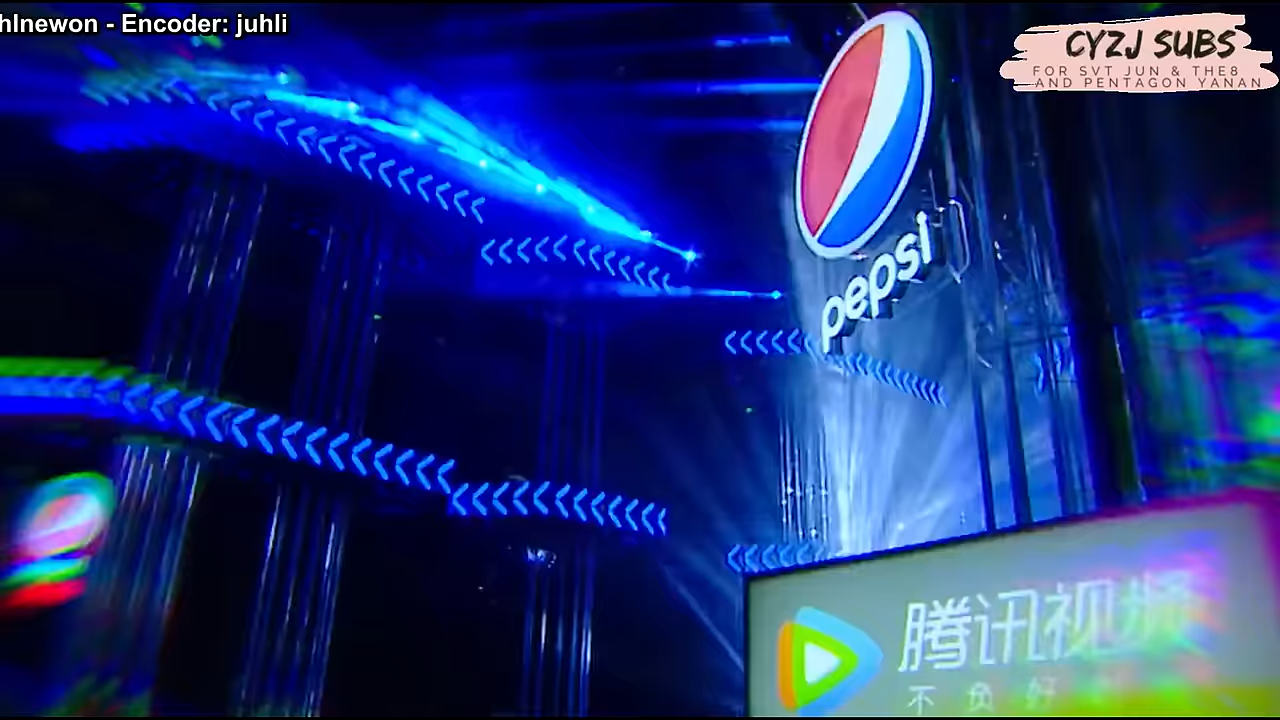 hlnewon - Encoder: juhli
CYZJ SUBS
FOR SVT JUN & THE8
AND PENTAGON YANAN
pepsi
腾讯视频
不负好